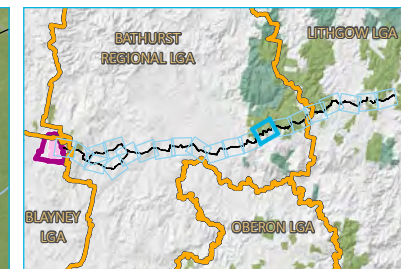 BATHURST
REGIONAL LGA
LITHGOW LGA
BLAYNEY
LGA
OBERON LGA